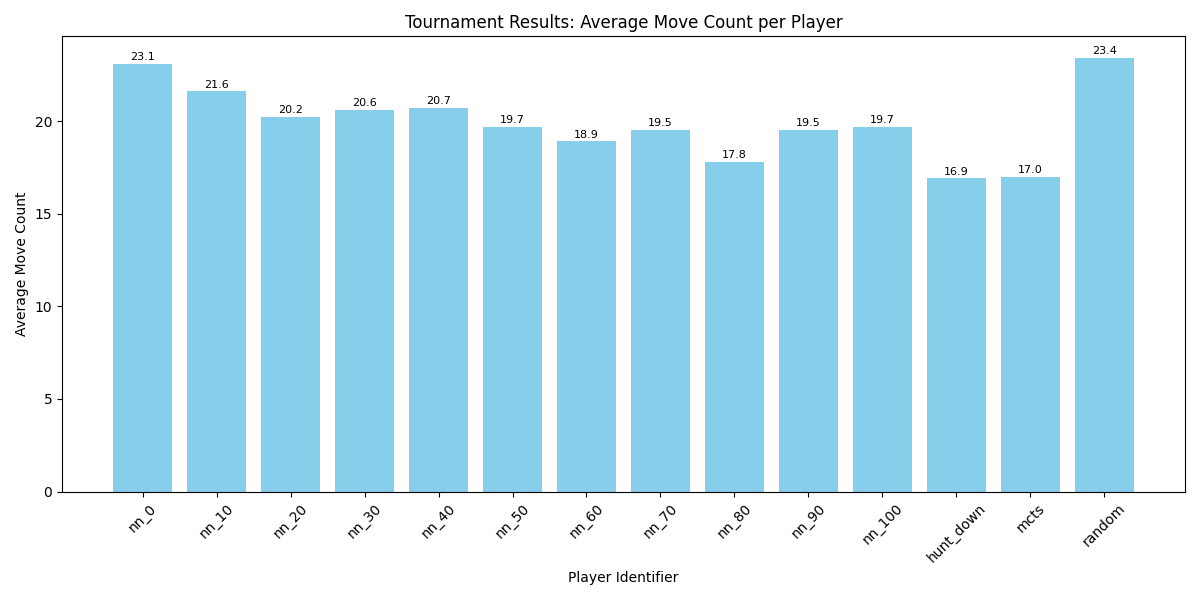 Tournament Results: Average Move Count per Player
Average Move Count
20
15
10
5
0
23.1
21.6
20.2
20.6
20.7
19.7
18.9
19.5
17.8
19.5
19.7
16.9
17.0
23.4
nn_0
nn_10
nn_20
nn_30
nn_40
nn_50
nn_60
nn_70
nn_80
nn_90
nn_100
hunt_down
mcts
random
Player Identifier